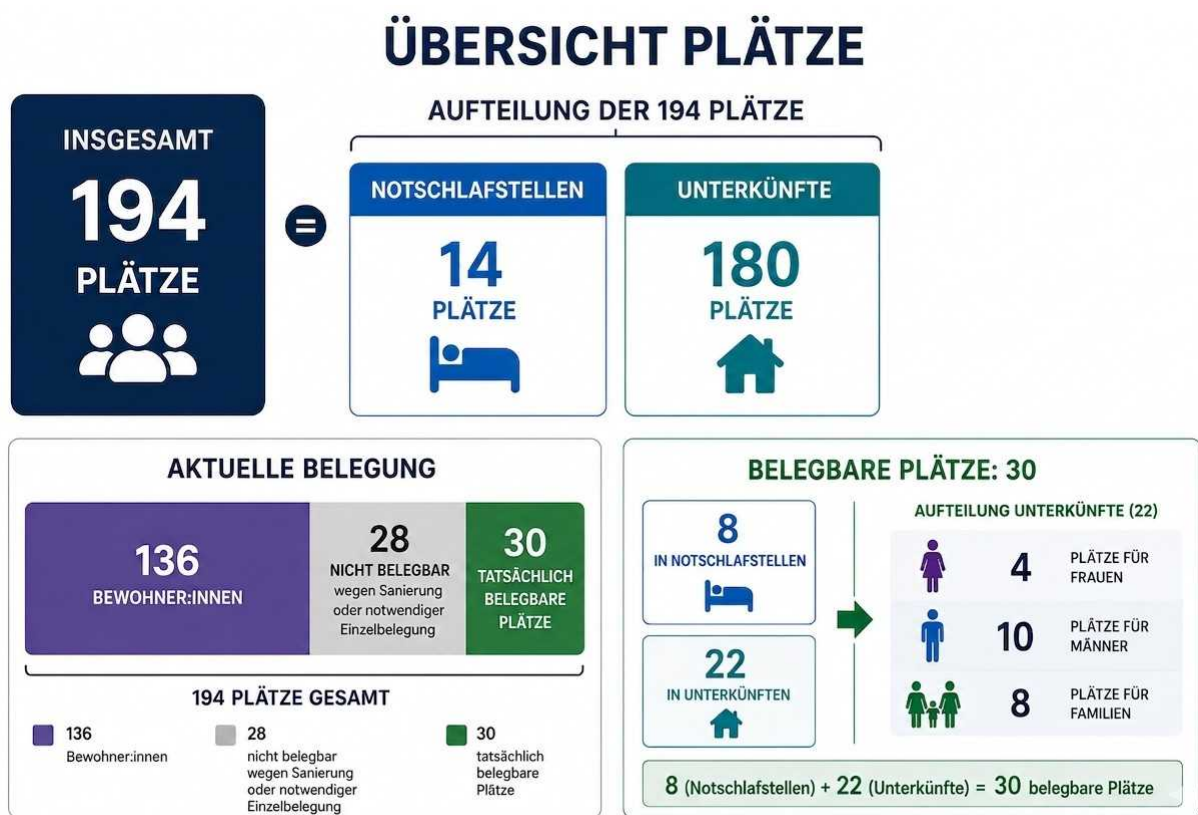 ÜBERSICHT PLÄTZE
INSGESAMT
194
PLÄTZE
=
AUFTEILUNG DER 194 PLÄTZE
NOTSCHLAFSTELLEN
14
PLÄTZE
UNTERKÜNFTE
180
PLÄTZE
AKTUELLE BELEGUNG
136
BEWOHNER:INNEN
28
NICHT BELEGBAR
wegen Sanierung
oder notwendiger
Einzelbelegung
30
TATSÄCHLICH
BELEGBARE
PLÄTZE
194 PLÄTZE GESAMT
136
Bewohner:innen
28
nicht belegbar
wegen Sanierung
oder notwendiger
Einzelbelegung
30
tatsächlich
belegbare
Plätze
BELEGBARE PLÄTZE: 30
8
IN NOTSCHLAFSTELLEN
22
IN UNTERKÜNFTEN
AUFTEILUNG UNTERKÜNFTE (22)
4 PLÄTZE FÜR
FRAUEN
10 PLÄTZE FÜR
MÄNNER
8 PLÄTZE FÜR
FAMILIEN
8 (Notschlafstellen) + 22 (Unterkünfte) = 30 belegbare Plätze